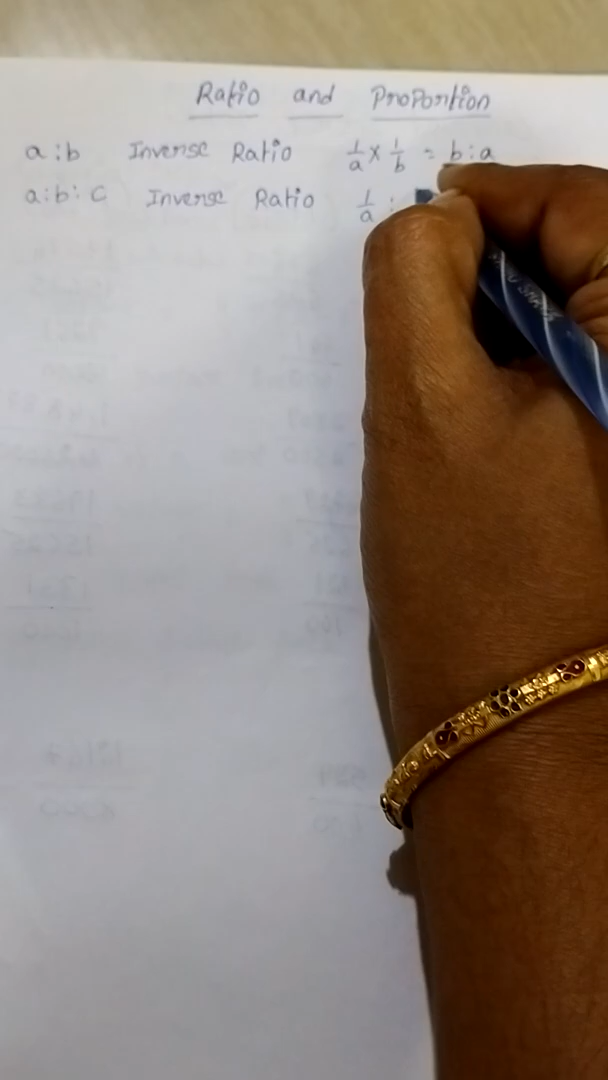 Ratio and Proportion
a:b Inverse Ratio 1/a × 1/b = b:a
a:b:c Inverse Ratio 1/a :